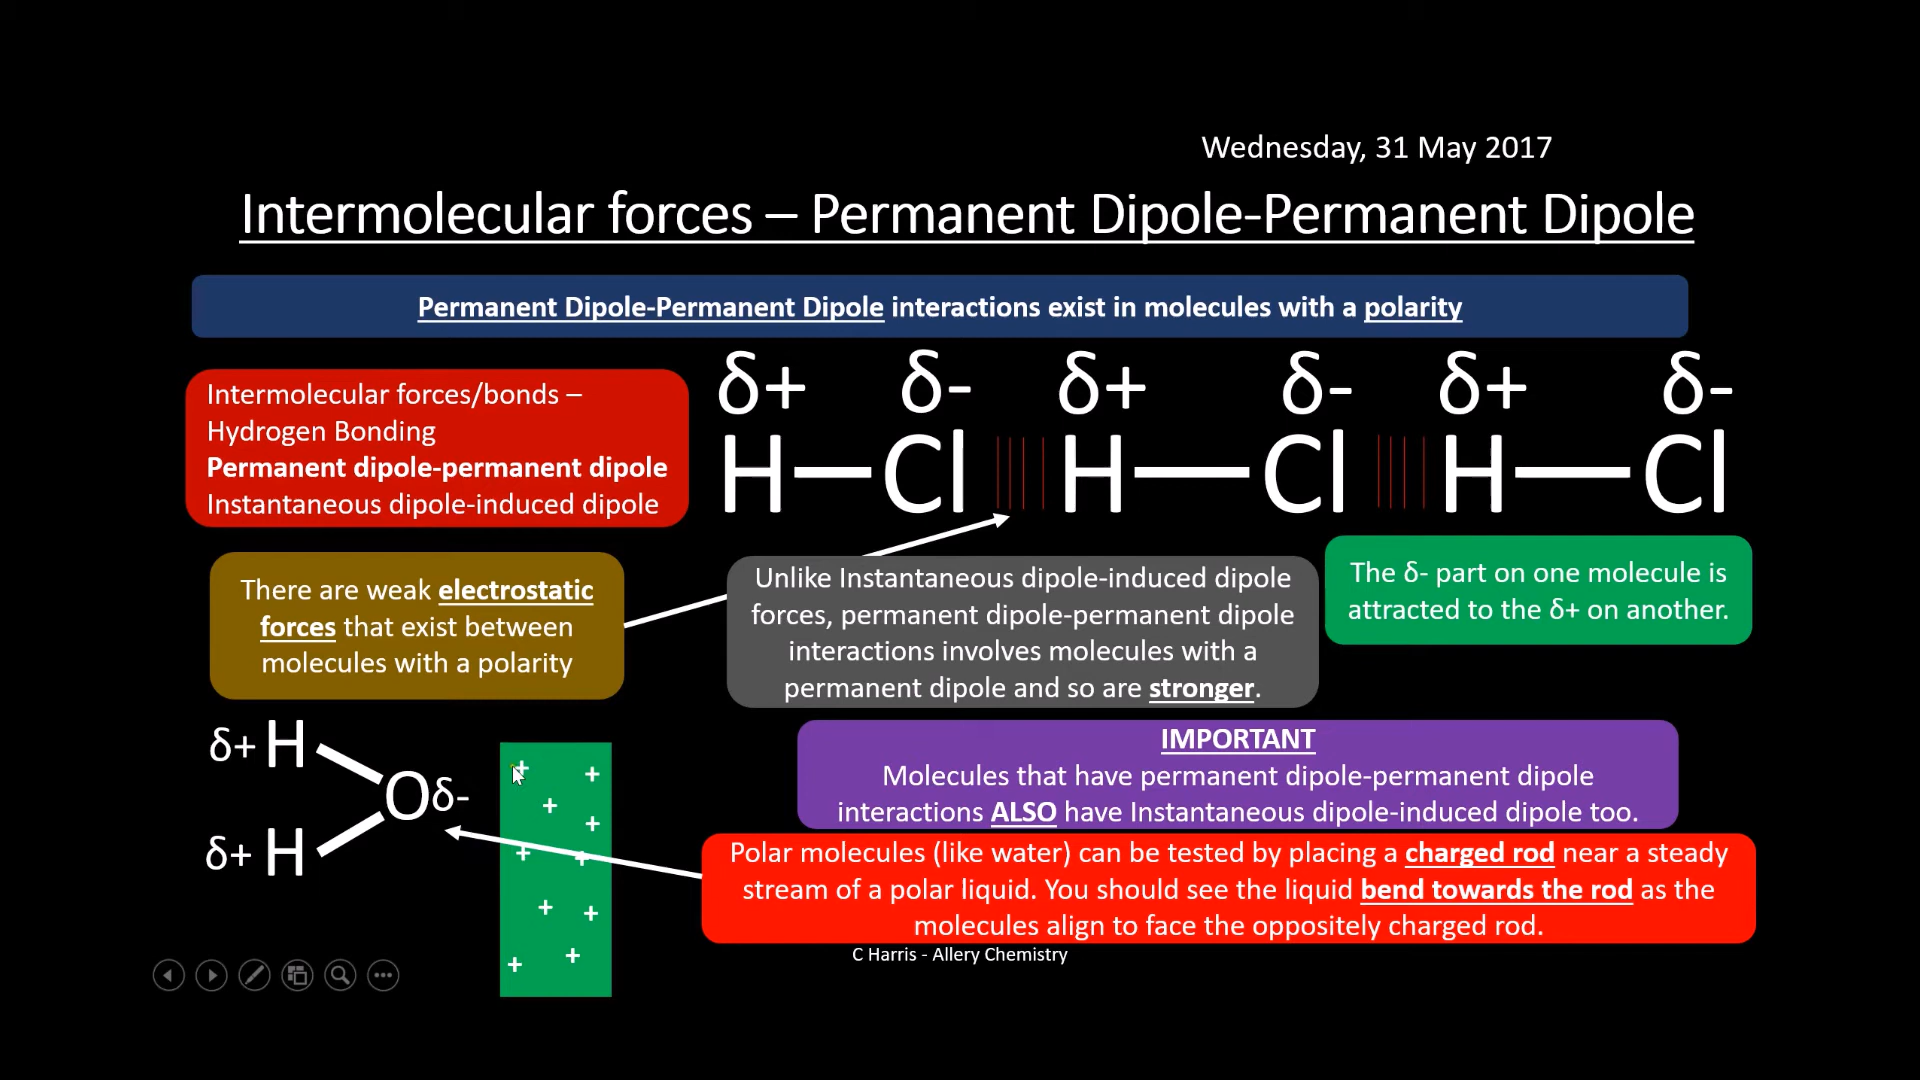 Wednesday, 31 May 2017
Intermolecular forces – Permanent Dipole-Permanent Dipole
Permanent Dipole-Permanent Dipole interactions exist in molecules with a polarity
Intermolecular forces/bonds –
Hydrogen Bonding
Permanent dipole-permanent dipole
Instantaneous dipole-induced dipole
δ+ δ- δ+ δ- δ+ δ-
H Cl H Cl H Cl
There are weak electrostatic
forces that exist between
molecules with a polarity
Unlike Instantaneous dipole-induced dipole
forces, permanent dipole-permanent dipole
interactions involves molecules with a
permanent dipole and so are stronger.
The δ- part on one molecule is
attracted to the δ+ on another.
δ+ H
Oδ-
δ+ H
+ +
+
+
+ +
+ +
+ +
IMPORTANT
Molecules that have permanent dipole-permanent dipole
interactions ALSO have Instantaneous dipole-induced dipole too.
Polar molecules (like water) can be tested by placing a charged rod near a steady
stream of a polar liquid. You should see the liquid bend towards the rod as the
molecules align to face the oppositely charged rod.
C Harris - Allery Chemistry